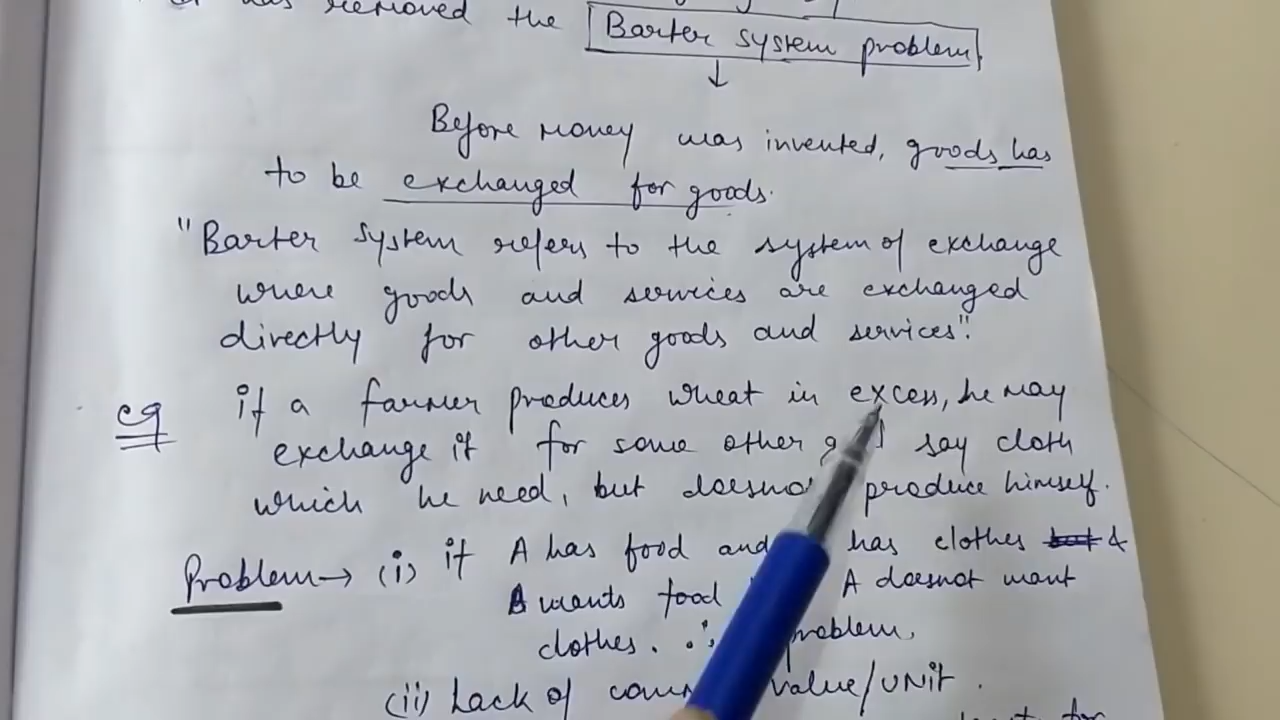 has removed the Barter system problem
↓
Before money was invented, goods has
to be exchanged for goods.
"Barter system refers to the system of exchange
where goods and services are exchanged
directly for other goods and services".
eg if a farmer produces wheat in excess, he may
exchange it for some other say cloth
which he need, but produce himself.
Problem → (i) if A has food and has clothes &
B wants food A doesnot want
clothes. ∴ problem.
(ii) Lack of value/unit.
for